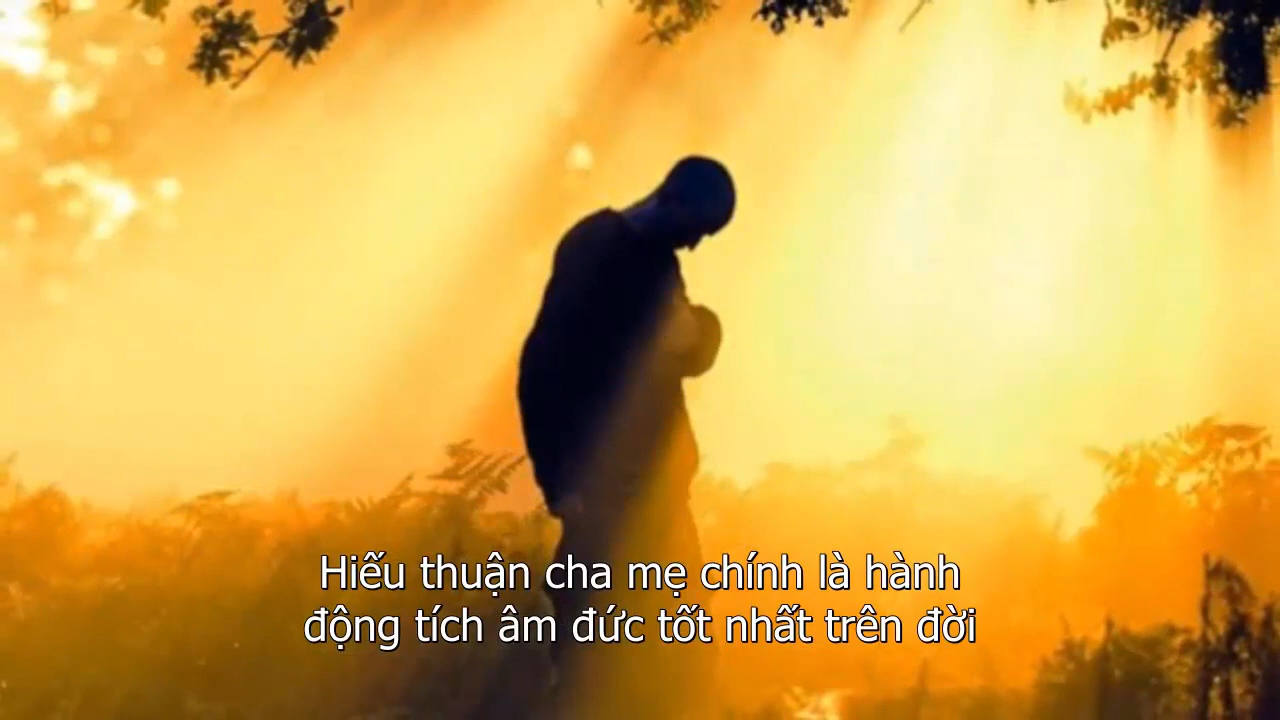 Hiếu thuận cha mẹ chính là hành
động tích âm đức tốt nhất trên đời